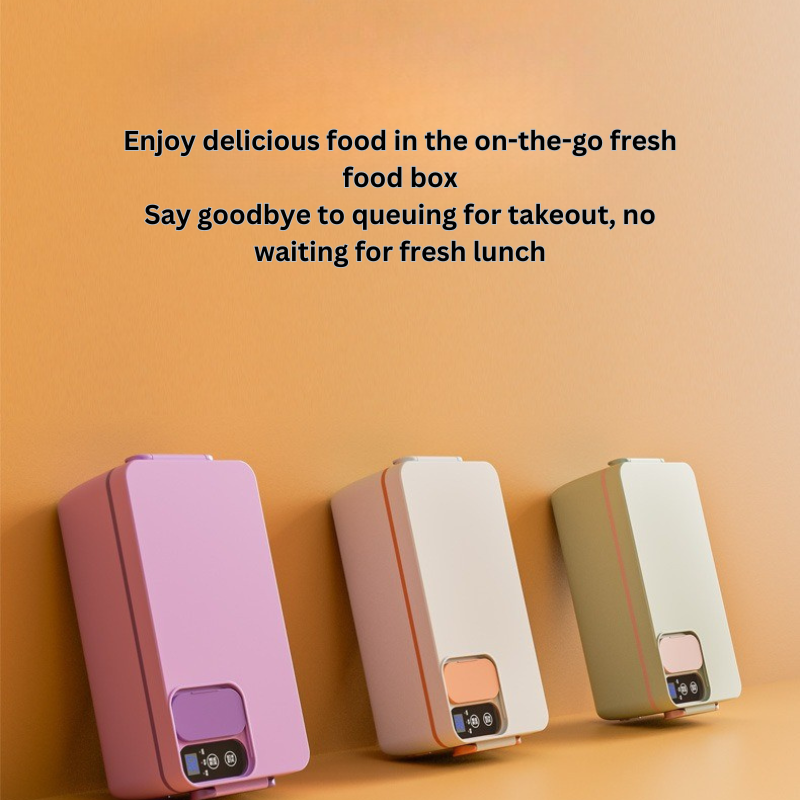 Enjoy delicious food in the on-the-go fresh
food box
Say goodbye to queuing for takeout, no
waiting for fresh lunch